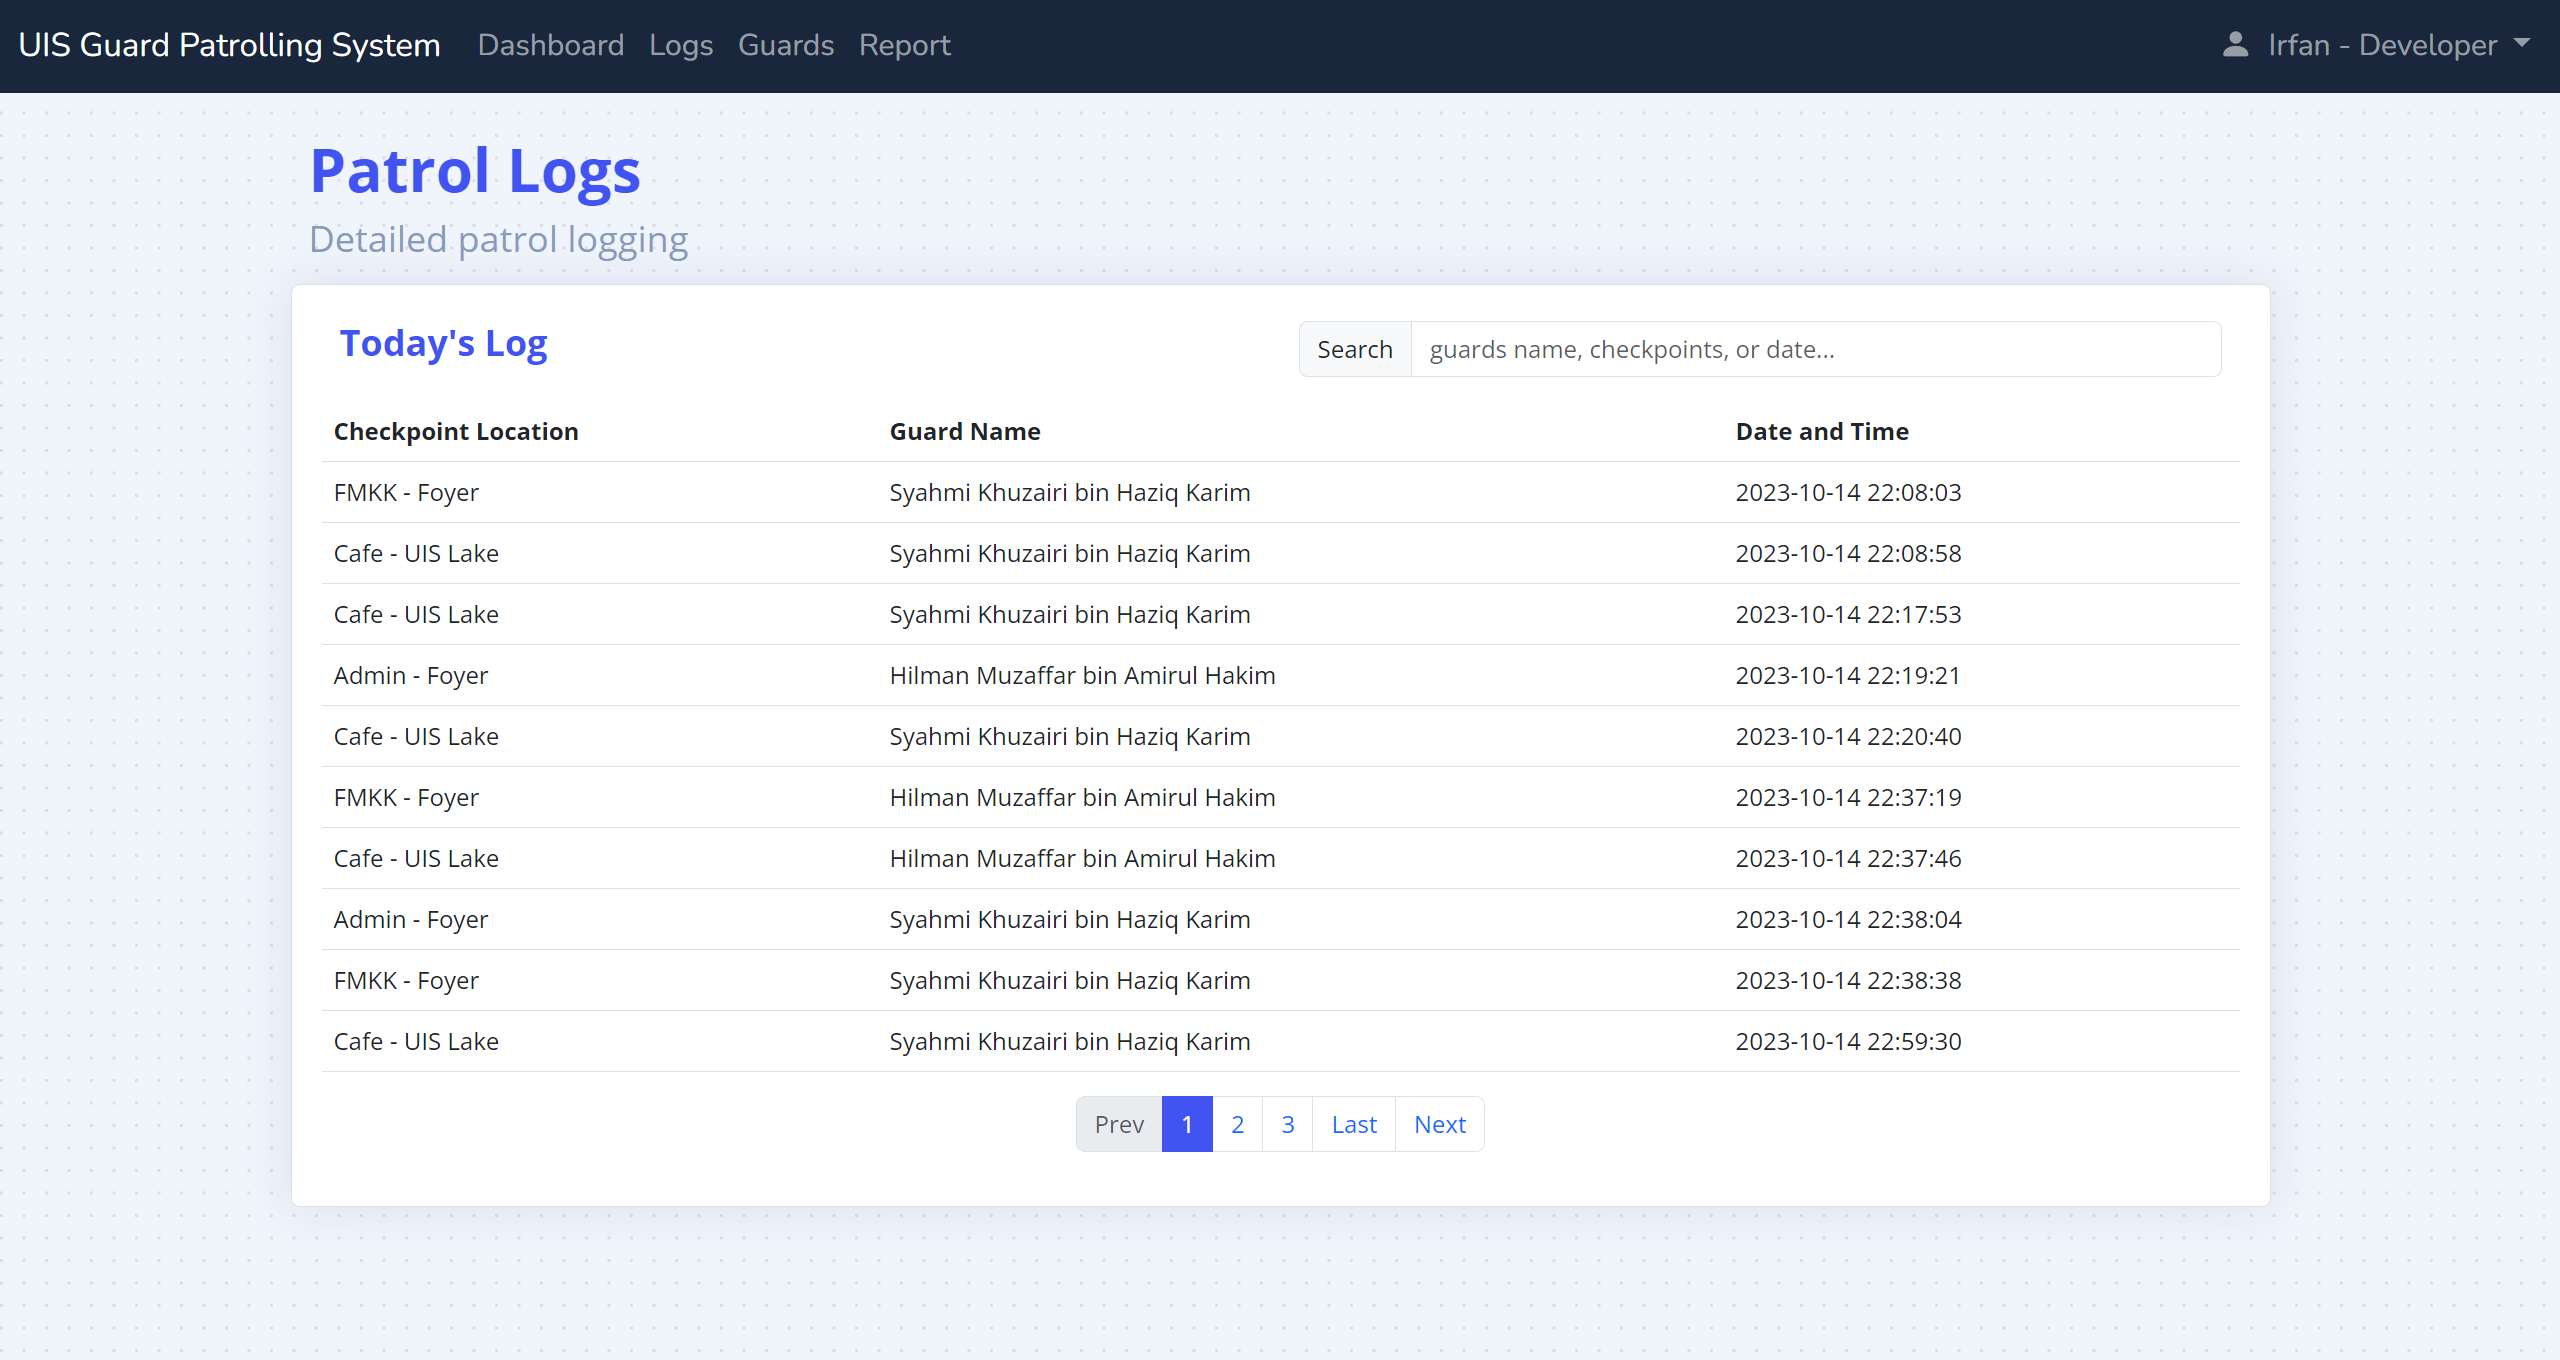 UIS Guard Patrolling System Dashboard Logs Guards Report Irfan - Developer
Patrol Logs
Detailed patrol logging
Today's Log
Search guards name, checkpoints, or date...
Checkpoint Location Guard Name Date and Time
FMKK - Foyer Syahmi Khuzairi bin Haziq Karim 2023-10-14 22:08:03
Cafe - UIS Lake Syahmi Khuzairi bin Haziq Karim 2023-10-14 22:08:58
Cafe - UIS Lake Syahmi Khuzairi bin Haziq Karim 2023-10-14 22:17:53
Admin - Foyer Hilman Muzaffar bin Amirul Hakim 2023-10-14 22:19:21
Cafe - UIS Lake Syahmi Khuzairi bin Haziq Karim 2023-10-14 22:20:40
FMKK - Foyer Hilman Muzaffar bin Amirul Hakim 2023-10-14 22:37:19
Cafe - UIS Lake Hilman Muzaffar bin Amirul Hakim 2023-10-14 22:37:46
Admin - Foyer Syahmi Khuzairi bin Haziq Karim 2023-10-14 22:38:04
FMKK - Foyer Syahmi Khuzairi bin Haziq Karim 2023-10-14 22:38:38
Cafe - UIS Lake Syahmi Khuzairi bin Haziq Karim 2023-10-14 22:59:30
Prev 1 2 3 Last Next